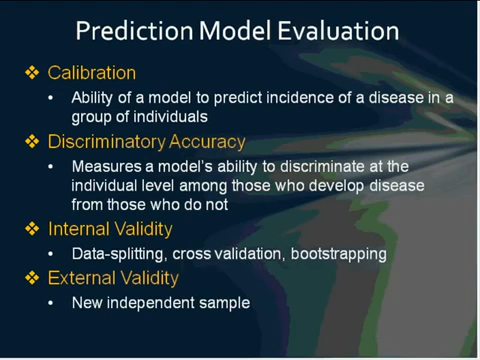 Prediction Model Evaluation
❖ Calibration
• Ability of a model to predict incidence of a disease in a
group of individuals
❖ Discriminatory Accuracy
• Measures a model's ability to discriminate at the
individual level among those who develop disease
from those who do not
❖ Internal Validity
• Data-splitting, cross validation, bootstrapping
❖ External Validity
• New independent sample